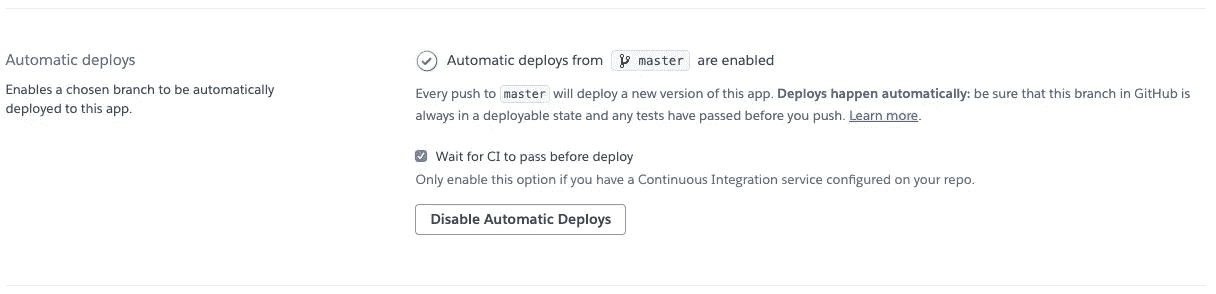 Automatic deploys
Enables a chosen branch to be automatically
deployed to this app.
Automatic deploys from master are enabled
Every push to master will deploy a new version of this app. Deploys happen automatically: be sure that this branch in GitHub is
always in a deployable state and any tests have passed before you push. Learn more.
Wait for CI to pass before deploy
Only enable this option if you have a Continuous Integration service configured on your repo.
Disable Automatic Deploys